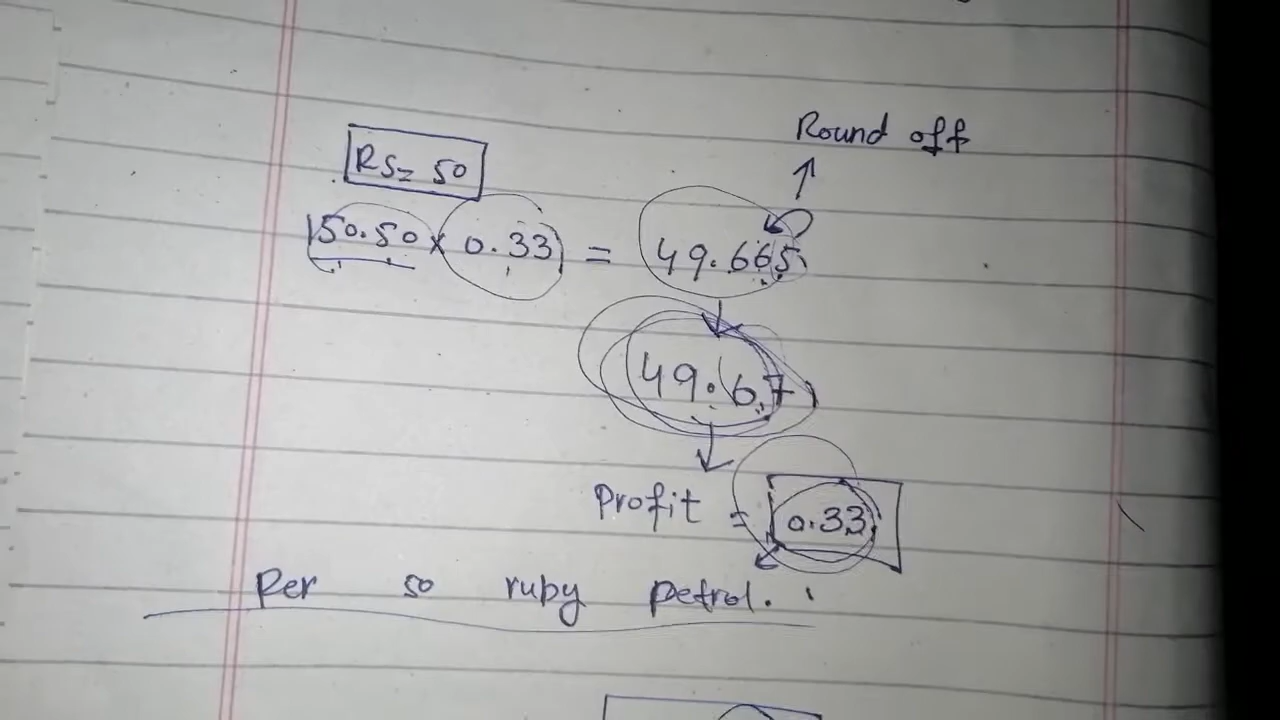 Round off
RS= 50
150.50 x 0.33 = 49.665
49.67
Profit = 0.33
Per 50 ruby petrol.